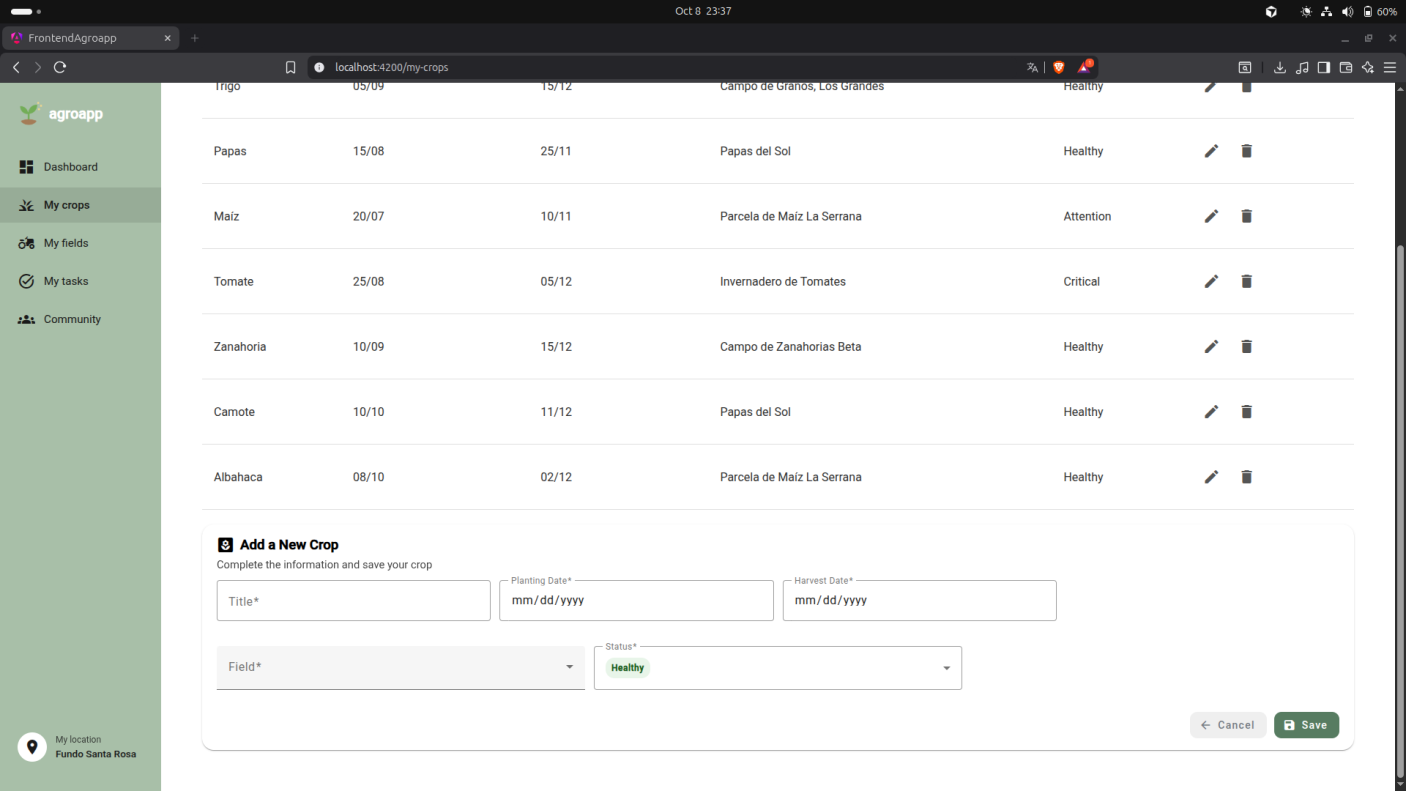 Oct 8 23:37
60%
FrontendAgroapp
localhost:4200/my-crops
agroapp
Dashboard
My crops
My fields
My tasks
Community
My location
Fundo Santa Rosa
Trigo 05/09 15/12 Campo de Granos, Los Grandes Healthy
Papas 15/08 25/11 Papas del Sol Healthy
Maíz 20/07 10/11 Parcela de Maíz La Serrana Attention
Tomate 25/08 05/12 Invernadero de Tomates Critical
Zanahoria 10/09 15/12 Campo de Zanahorias Beta Healthy
Camote 10/10 11/12 Papas del Sol Healthy
Albahaca 08/10 02/12 Parcela de Maíz La Serrana Healthy
Add a New Crop
Complete the information and save your crop
Planting Date* Harvest Date*
Title* mm/dd/yyyy mm/dd/yyyy
Status*
Field* Healthy
Cancel Save